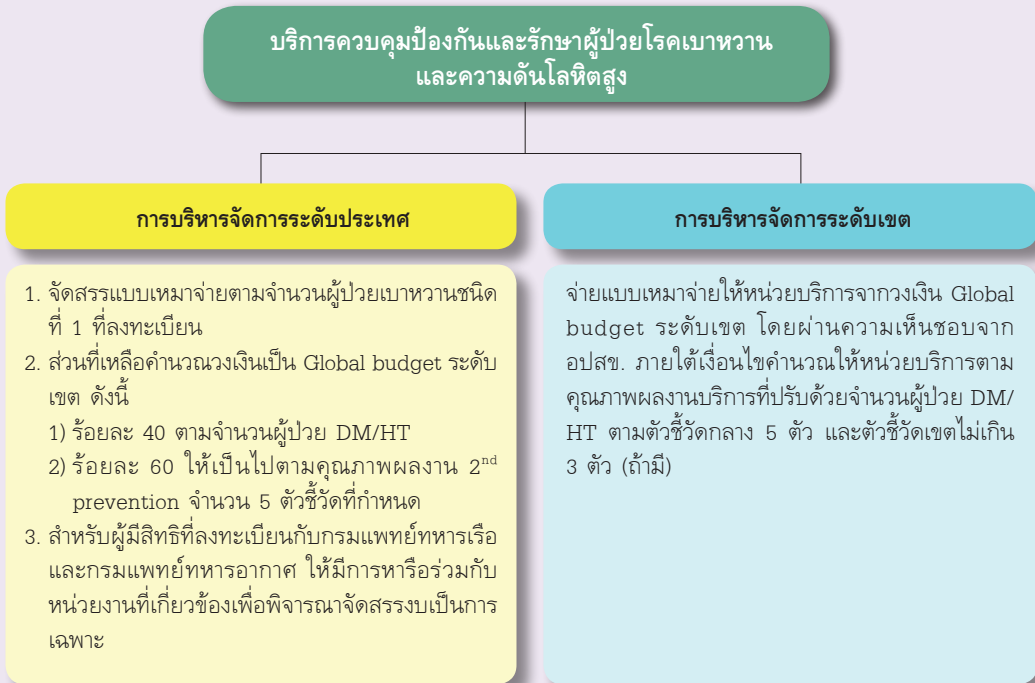 บริการควบคุมป้องกันและรักษาผู้ป่วยโรคเบาหวาน
และความดันโลหิตสูง
การบริหารจัดการระดับประเทศ
1. จัดสรรแบบเหมาจ่ายตามจำนวนผู้ป่วยเบาหวานชนิด
ที่ 1 ที่ลงทะเบียน
2. ส่วนที่เหลือคำนวณวงเงินเป็น Global budget ระดับ
เขต ดังนี้
1) ร้อยละ 40 ตามจำนวนผู้ป่วย DM/HT
2) ร้อยละ 60 ให้เป็นไปตามคุณภาพผลงาน 2nd
prevention จำนวน 5 ตัวชี้วัดที่กำหนด
3. สำหรับผู้มีสิทธิที่ลงทะเบียนกับกรมแพทย์ทหารเรือ
และกรมแพทย์ทหารอากาศ ให้มีการหารือร่วมกับ
หน่วยงานที่เกี่ยวข้องเพื่อพิจารณาจัดสรรงบเป็นการ
เฉพาะ
การบริหารจัดการระดับเขต
จ่ายแบบเหมาจ่ายให้หน่วยบริการจากวงเงิน Global
budget ระดับเขต โดยผ่านความเห็นชอบจาก
อปสข. ภายใต้เงื่อนไขคำนวณให้หน่วยบริการตาม
คุณภาพผลงานบริการที่ปรับด้วยจำนวนผู้ป่วย DM/
HT ตามตัวชี้วัดกลาง 5 ตัว และตัวชี้วัดเขตไม่เกิน
3 ตัว (ถ้ามี)